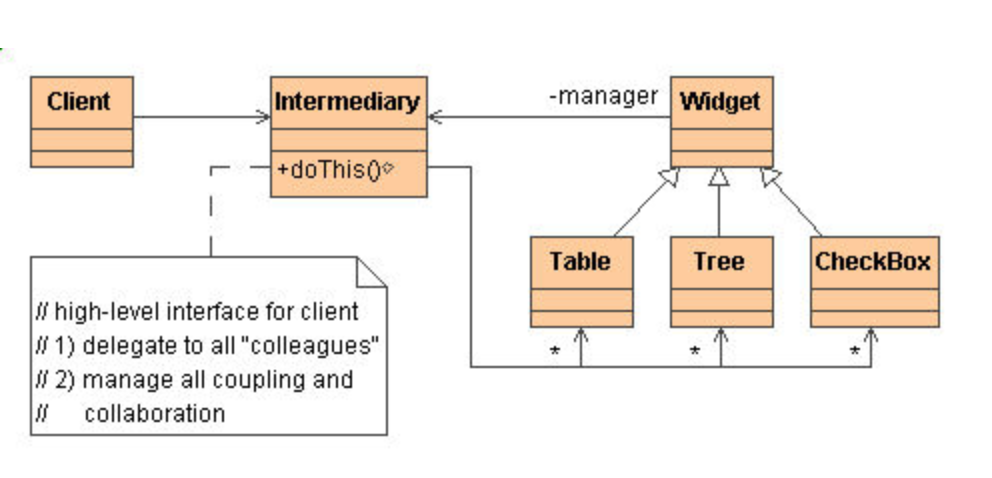 Client
Intermediary
-manager
Widget
+doThis()
Table
Tree
CheckBox
*
*
*
// high-level interface for client
// 1) delegate to all "colleagues"
// 2) manage all coupling and
// collaboration